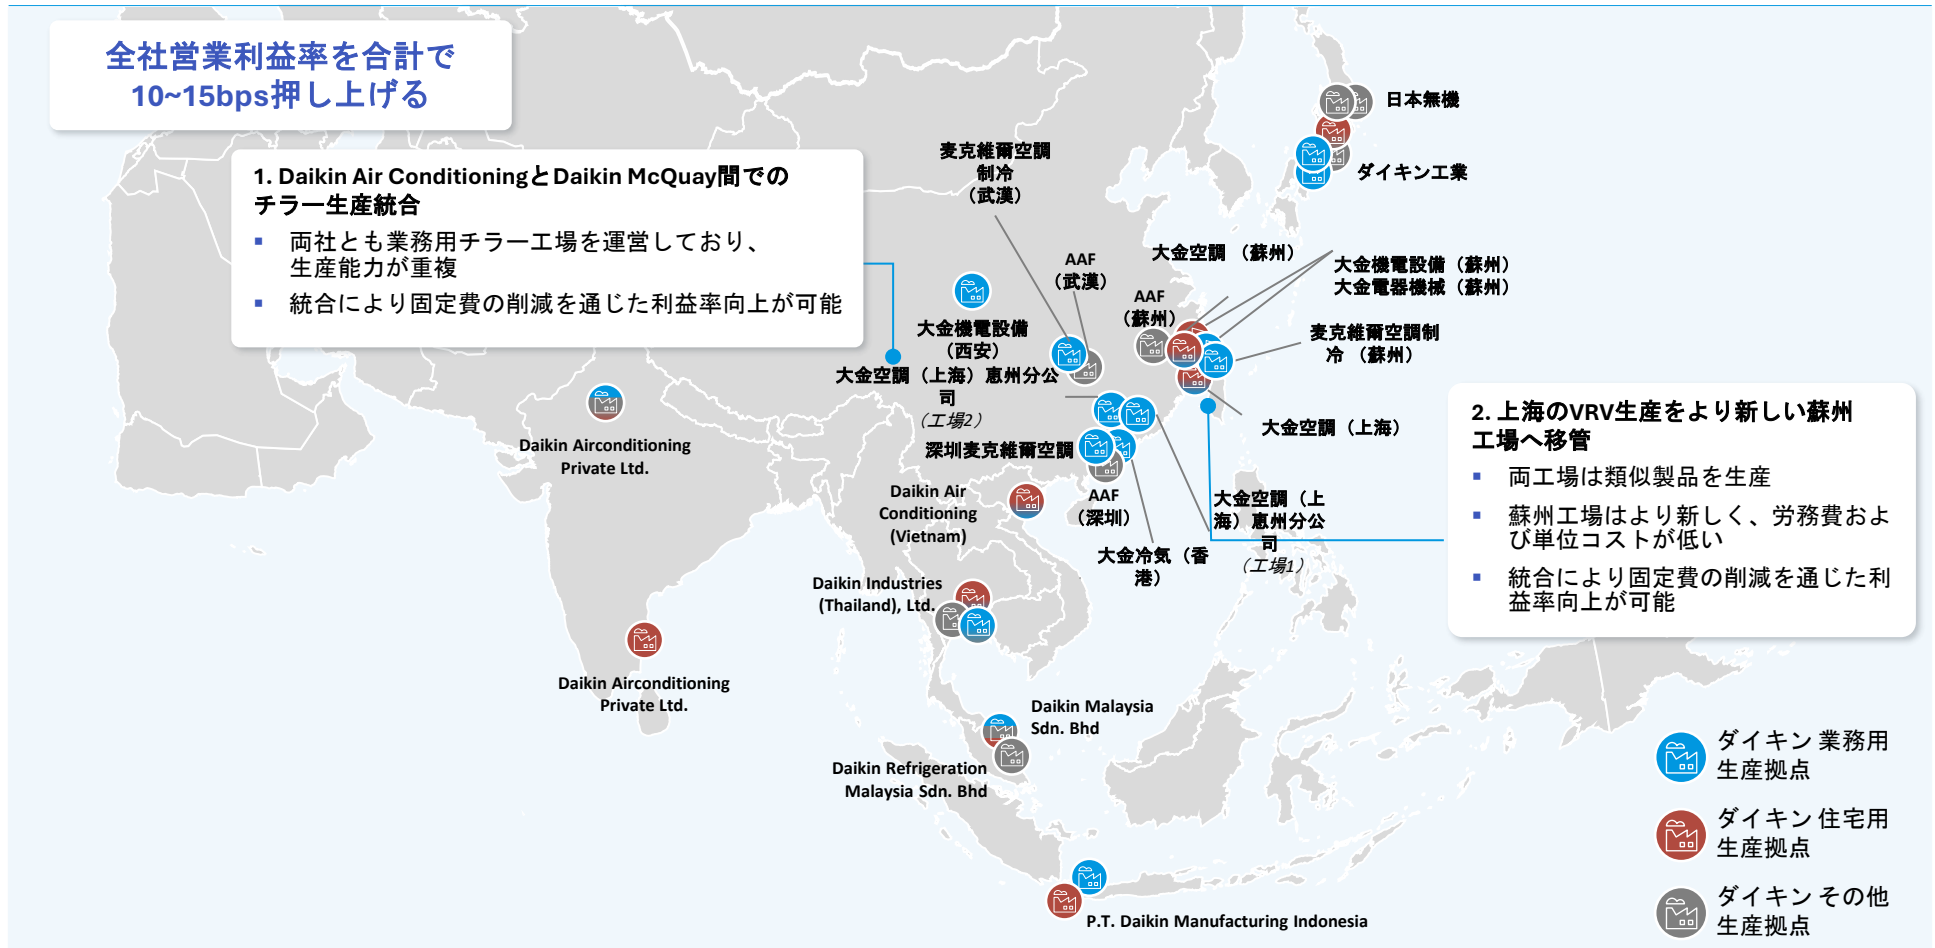 全社営業利益率を合計で
10~15bps押し上げる
1. Daikin Air ConditioningとDaikin McQuay間での
チラー生産統合
▪ 両社とも業務用チラー工場を運営しており、
生産能力が重複
▪ 統合により固定費の削減を通じた利益率向上が可能
日本無機
ダイキン工業
麦克維爾空調
制冷
（武漢）
AAF
（武漢）
大金空調 （蘇州）
大金機電設備（蘇州）
大金電器機械（蘇州）
AAF
（蘇州）
麦克維爾空調制
冷 （蘇州）
大金機電設備
（西安）
大金空調（上海）恵州分公
司
（工場2）
大金空調（上海）
深圳麦克維爾空調
AAF
（深圳）
大金冷気（香
港）
大金空調（上
海）恵州分公
司
（工場1）
2. 上海のVRV生産をより新しい蘇州
工場へ移管
▪ 両工場は類似製品を生産
▪ 蘇州工場はより新しく、労務費およ
び単位コストが低い
▪ 統合により固定費の削減を通じた利
益率向上が可能
Daikin Airconditioning
Private Ltd.
Daikin Air
Conditioning
(Vietnam)
Daikin Industries
(Thailand), Ltd.
Daikin Airconditioning
Private Ltd.
Daikin Malaysia
Sdn. Bhd
Daikin Refrigeration
Malaysia Sdn. Bhd
P.T. Daikin Manufacturing Indonesia
ダイキン 業務用
生産拠点
ダイキン 住宅用
生産拠点
ダイキン その他
生産拠点